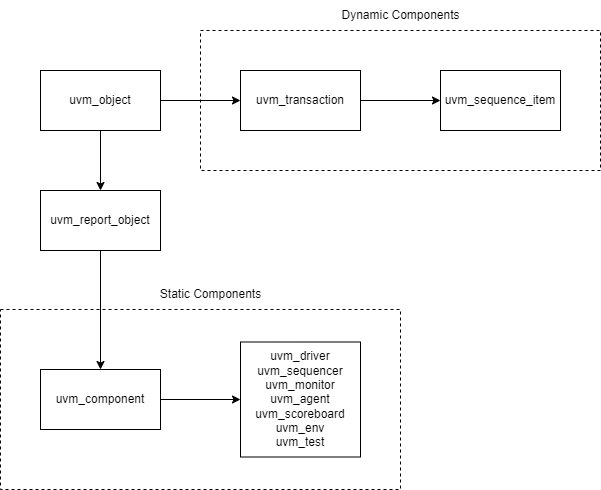 Dynamic Components
uvm_object
uvm_transaction
uvm_sequence_item
uvm_report_object
Static Components
uvm_component
uvm_driver
uvm_sequencer
uvm_monitor
uvm_agent
uvm_scoreboard
uvm_env
uvm_test